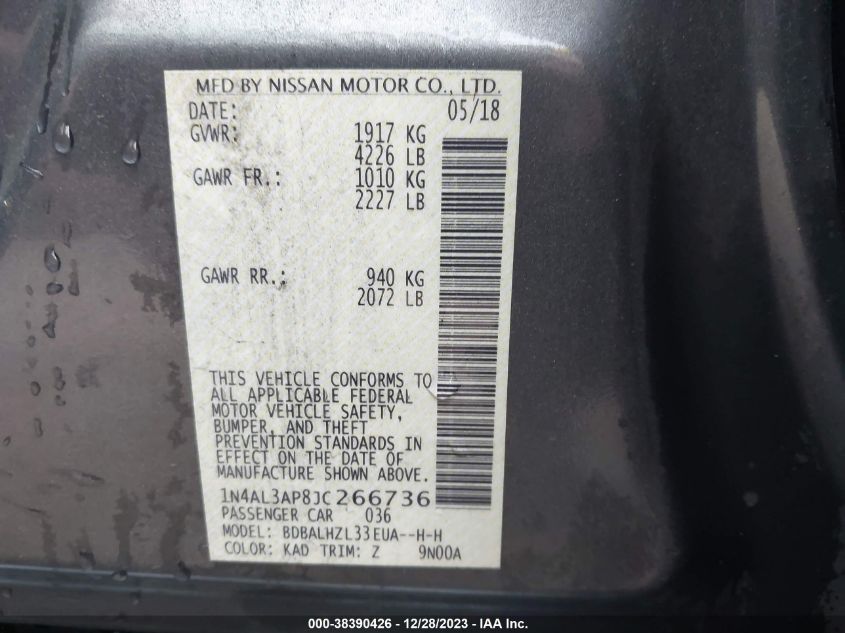 MFD BY NISSAN MOTOR CO., LTD.
DATE: 05/18
GVWR: 1917 KG
4226 LB
GAWR FR.: 1010 KG
2227 LB
GAWR RR.: 940 KG
2072 LB
THIS VEHICLE CONFORMS TO
ALL APPLICABLE FEDERAL
MOTOR VEHICLE SAFETY,
BUMPER, AND THEFT
PREVENTION STANDARDS IN
EFFECT ON THE DATE OF
MANUFACTURE SHOWN ABOVE.
1N4AL3AP8JC266736
PASSENGER CAR 036
MODEL: BDBALHZL33EUA--H-H
COLOR: KAD TRIM: Z 9N00A
000-38390426 - 12/28/2023 - IAA Inc.